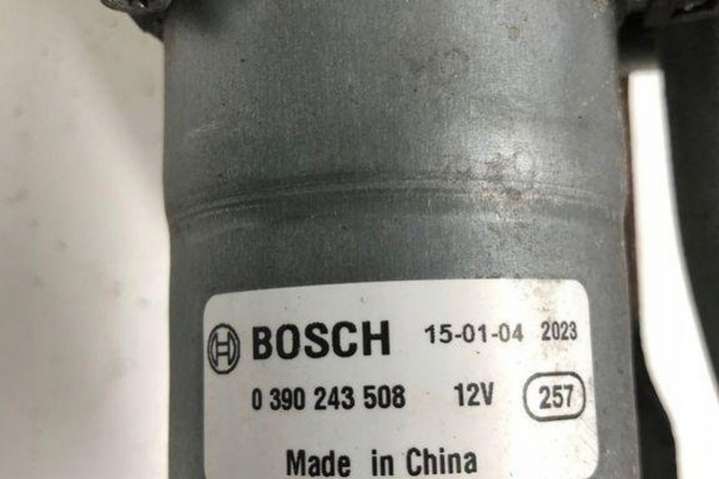 BOSCH 15-01-04 2023
0 390 243 508 12V 257
Made in China